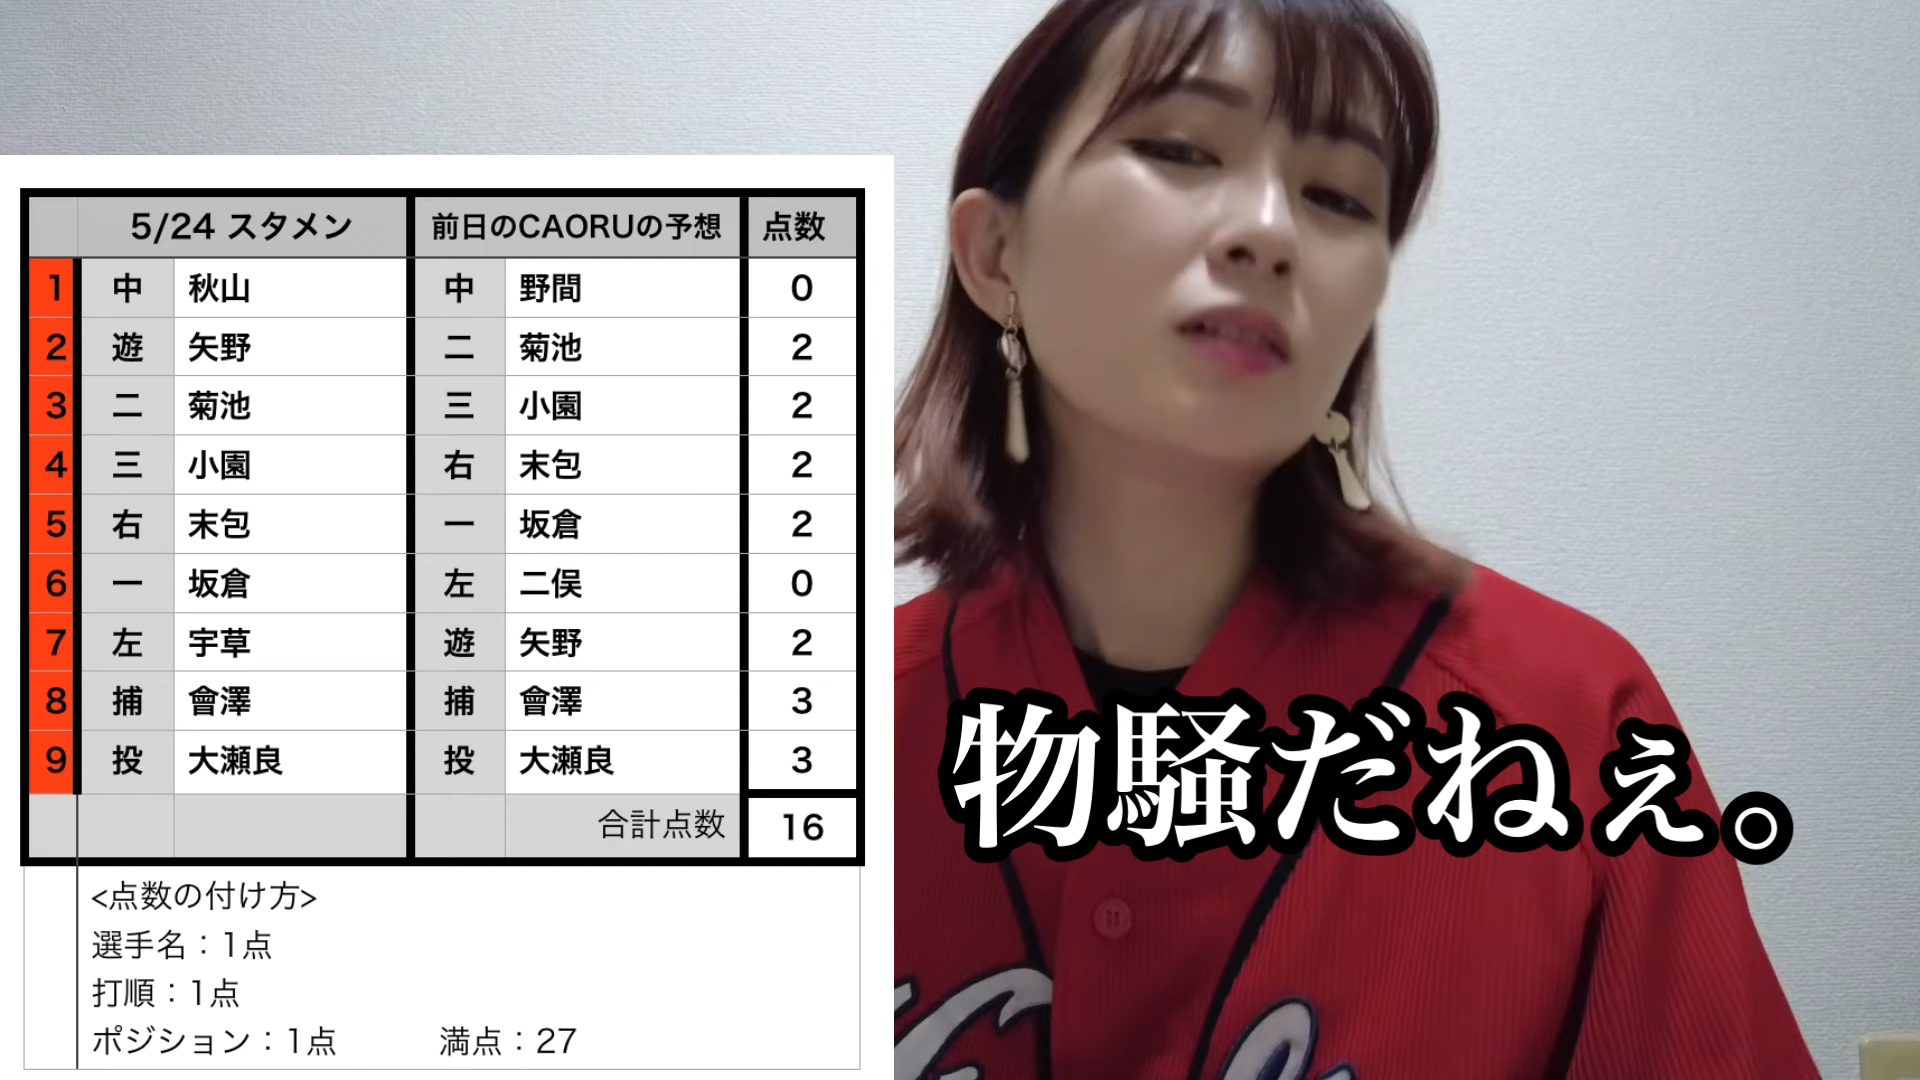 5/24 スタメン 前日のCAORUの予想 点数
1 中 秋山 中 野間 0
2 遊 矢野 二 菊池 2
3 二 菊池 三 小園 2
4 三 小園 右 末包 2
5 右 末包 一 坂倉 2
6 一 坂倉 左 二俣 0
7 左 宇草 遊 矢野 2
8 捕 會澤 捕 會澤 3
9 投 大瀬良 投 大瀬良 3
合計点数 16
<点数の付け方>
選手名：1点
打順：1点
ポジション：1点 満点：27
物騒だねぇ。